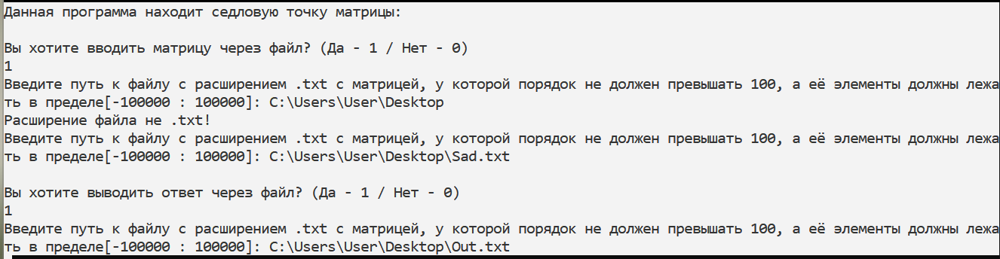 Данная программа находит седловую точку матрицы:
Вы хотите вводить матрицу через файл? (Да - 1 / Нет - 0)
1
Введите путь к файлу с расширением .txt с матрицей, у которой порядок не должен превышать 100, а её элементы должны лежа
ть в пределе[-100000 : 100000]: C:\Users\User\Desktop
Расширение файла не .txt!
Введите путь к файлу с расширением .txt с матрицей, у которой порядок не должен превышать 100, а её элементы должны лежа
ть в пределе[-100000 : 100000]: C:\Users\User\Desktop\Sad.txt
Вы хотите выводить ответ через файл? (Да - 1 / Нет - 0)
1
Введите путь к файлу с расширением .txt с матрицей, у которой порядок не должен превышать 100, а её элементы должны лежа
ть в пределе[-100000 : 100000]: C:\Users\User\Desktop\Out.txt